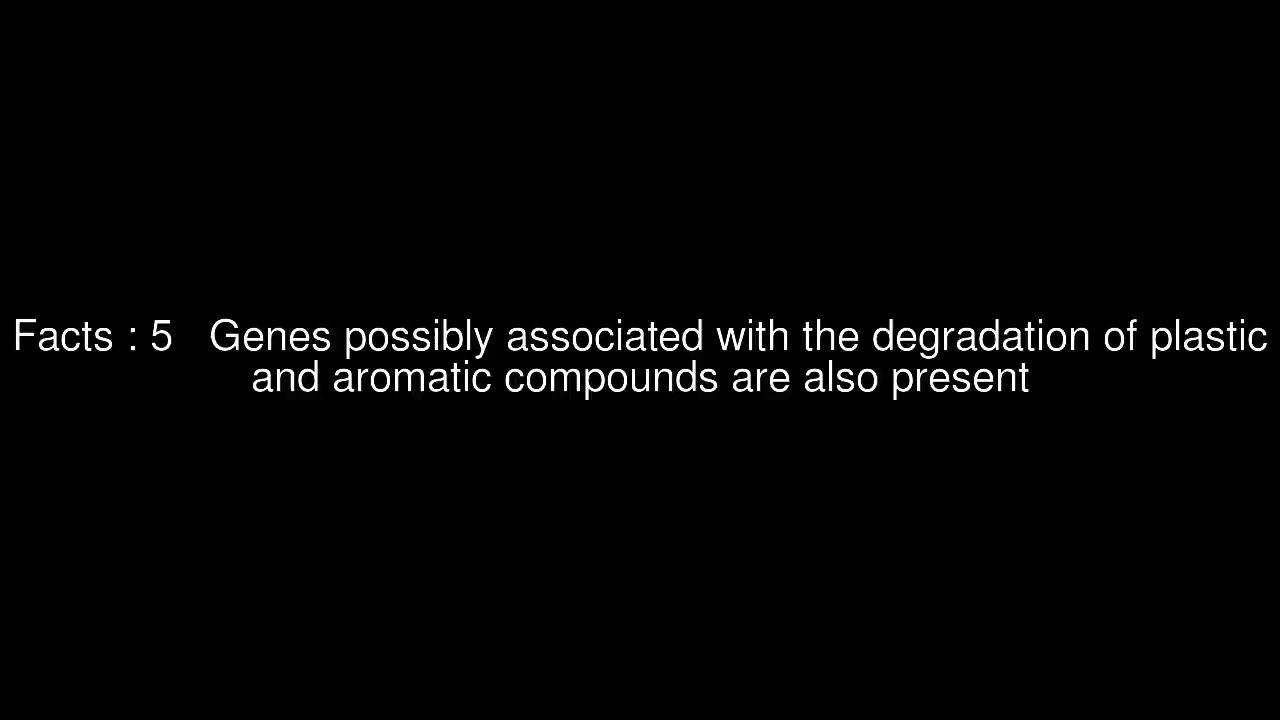 Facts : 5   Genes possibly associated with the degradation of plastic
and aromatic compounds are also present